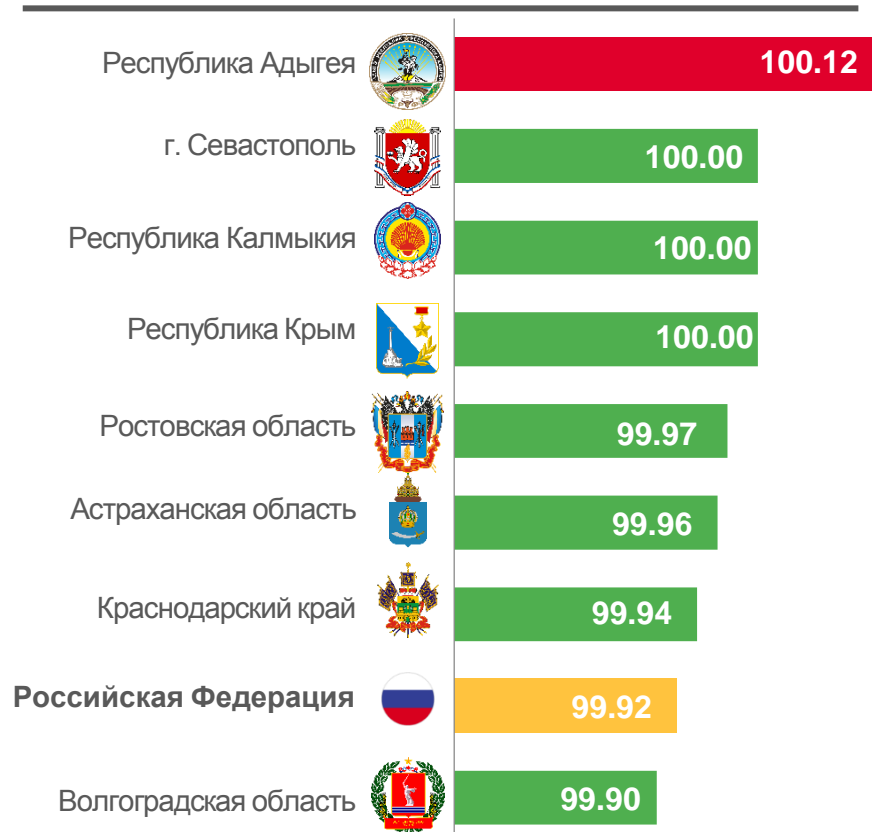 Республика Адыгея 100.12
г. Севастополь 100.00
Республика Калмыкия 100.00
Республика Крым 100.00
Ростовская область 99.97
Астраханская область 99.96
Краснодарский край 99.94
Российская Федерация 99.92
Волгоградская область 99.90